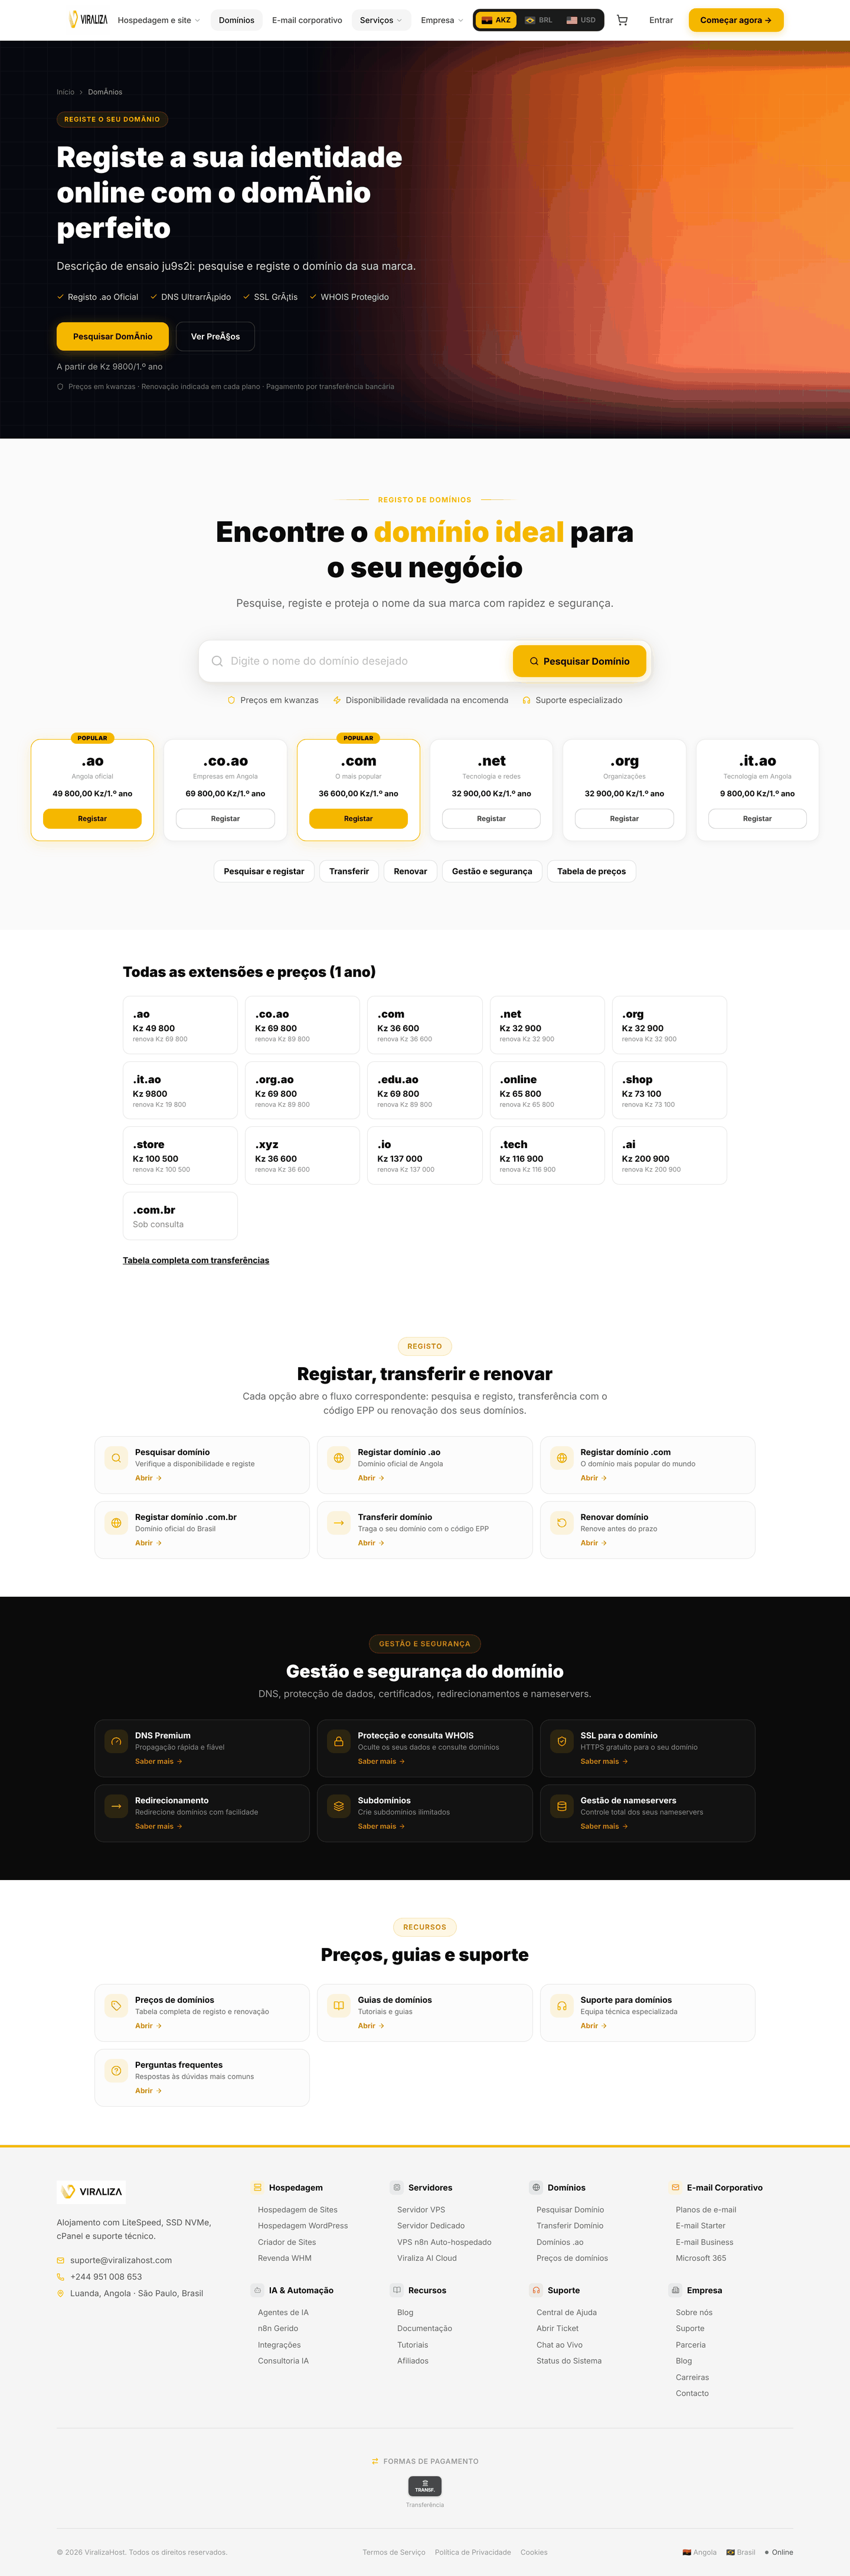 VIRALIZA
Hospedagem e site
Domínios
E-mail corporativo
Serviços
Empresa
AKZ
BRL
USD
Entrar
Começar agora →
Início › DomÃnios
REGISTE O SEU DOMÃNIO
Registe a sua identidade
online com o domÃnio
perfeito
Descrição de ensaio ju9s2i: pesquise e registe o domínio da sua marca.
Registo .ao Oficial
DNS UltrarrÃ¡pido
SSL GrÃ¡tis
WHOIS Protegido
Pesquisar DomÃnio
Ver PreÃ§os
A partir de Kz 9800/1.º ano
Preços em kwanzas · Renovação indicada em cada plano · Pagamento por transferência bancária
REGISTO DE DOMÍNIOS
Encontre o domínio ideal para
o seu negócio
Pesquise, registe e proteja o nome da sua marca com rapidez e segurança.
Digite o nome do domínio desejado
Pesquisar Domínio
Preços em kwanzas
Disponibilidade revalidada na encomenda
Suporte especializado
POPULAR
.ao
Angola oficial
49 800,00 Kz/1.º ano
Registar
.co.ao
Empresas em Angola
69 800,00 Kz/1.º ano
Registar
POPULAR
.com
O mais popular
36 600,00 Kz/1.º ano
Registar
.net
Tecnologia e redes
32 900,00 Kz/1.º ano
Registar
.org
Organizações
32 900,00 Kz/1.º ano
Registar
.it.ao
Tecnologia em Angola
9 800,00 Kz/1.º ano
Registar
Pesquisar e registar
Transferir
Renovar
Gestão e segurança
Tabela de preços
Todas as extensões e preços (1 ano)
.ao
Kz 49 800
renova Kz 69 800
.co.ao
Kz 69 800
renova Kz 89 800
.com
Kz 36 600
renova Kz 36 600
.net
Kz 32 900
renova Kz 32 900
.org
Kz 32 900
renova Kz 32 900
.it.ao
Kz 9800
renova Kz 19 800
.org.ao
Kz 69 800
renova Kz 89 800
.edu.ao
Kz 69 800
renova Kz 89 800
.online
Kz 65 800
renova Kz 65 800
.shop
Kz 73 100
renova Kz 73 100
.store
Kz 100 500
renova Kz 100 500
.xyz
Kz 36 600
renova Kz 36 600
.io
Kz 137 000
renova Kz 137 000
.tech
Kz 116 900
renova Kz 116 900
.ai
Kz 200 900
renova Kz 200 900
.com.br
Sob consulta
Tabela completa com transferências
REGISTO
Registar, transferir e renovar
Cada opção abre o fluxo correspondente: pesquisa e registo, transferência com o
código EPP ou renovação dos seus domínios.
Pesquisar domínio
Verifique a disponibilidade e registe
Abrir →
Registar domínio .ao
Domínio oficial de Angola
Abrir →
Registar domínio .com
O domínio mais popular do mundo
Abrir →
Registar domínio .com.br
Domínio oficial do Brasil
Abrir →
Transferir domínio
Traga o seu domínio com o código EPP
Abrir →
Renovar domínio
Renove antes do prazo
Abrir →
GESTÃO E SEGURANÇA
Gestão e segurança do domínio
DNS, protecção de dados, certificados, redirecionamentos e nameservers.
DNS Premium
Propagação rápida e fiável
Saber mais →
Protecção e consulta WHOIS
Oculte os seus dados e consulte domínios
Saber mais →
SSL para o domínio
HTTPS gratuito para o seu domínio
Saber mais →
Redirecionamento
Redirecione domínios com facilidade
Saber mais →
Subdomínios
Crie subdomínios ilimitados
Saber mais →
Gestão de nameservers
Controle total dos seus nameservers
Saber mais →
RECURSOS
Preços, guias e suporte
Preços de domínios
Tabela completa de registo e renovação
Abrir →
Guias de domínios
Tutoriais e guias
Abrir →
Suporte para domínios
Equipa técnica especializada
Abrir →
Perguntas frequentes
Respostas às dúvidas mais comuns
Abrir →
VIRALIZA
Alojamento com LiteSpeed, SSD NVMe,
cPanel e suporte técnico.
suporte@viralizahost.com
+244 951 008 653
Luanda, Angola · São Paulo, Brasil
Hospedagem
Hospedagem de Sites
Hospedagem WordPress
Criador de Sites
Revenda WHM
Servidores
Servidor VPS
Servidor Dedicado
VPS n8n Auto-hospedado
Viraliza AI Cloud
Domínios
Pesquisar Domínio
Transferir Domínio
Domínios .ao
Preços de domínios
E-mail Corporativo
Planos de e-mail
E-mail Starter
E-mail Business
Microsoft 365
IA & Automação
Agentes de IA
n8n Gerido
Integrações
Consultoria IA
Recursos
Blog
Documentação
Tutoriais
Afiliados
Suporte
Central de Ajuda
Abrir Ticket
Chat ao Vivo
Status do Sistema
Empresa
Sobre nós
Suporte
Parceria
Blog
Carreiras
Contacto
FORMAS DE PAGAMENTO
TRANSF.
Transferência
© 2026 ViralizaHost. Todos os direitos reservados.
Termos de Serviço
Política de Privacidade
Cookies
Angola
Brasil
Online